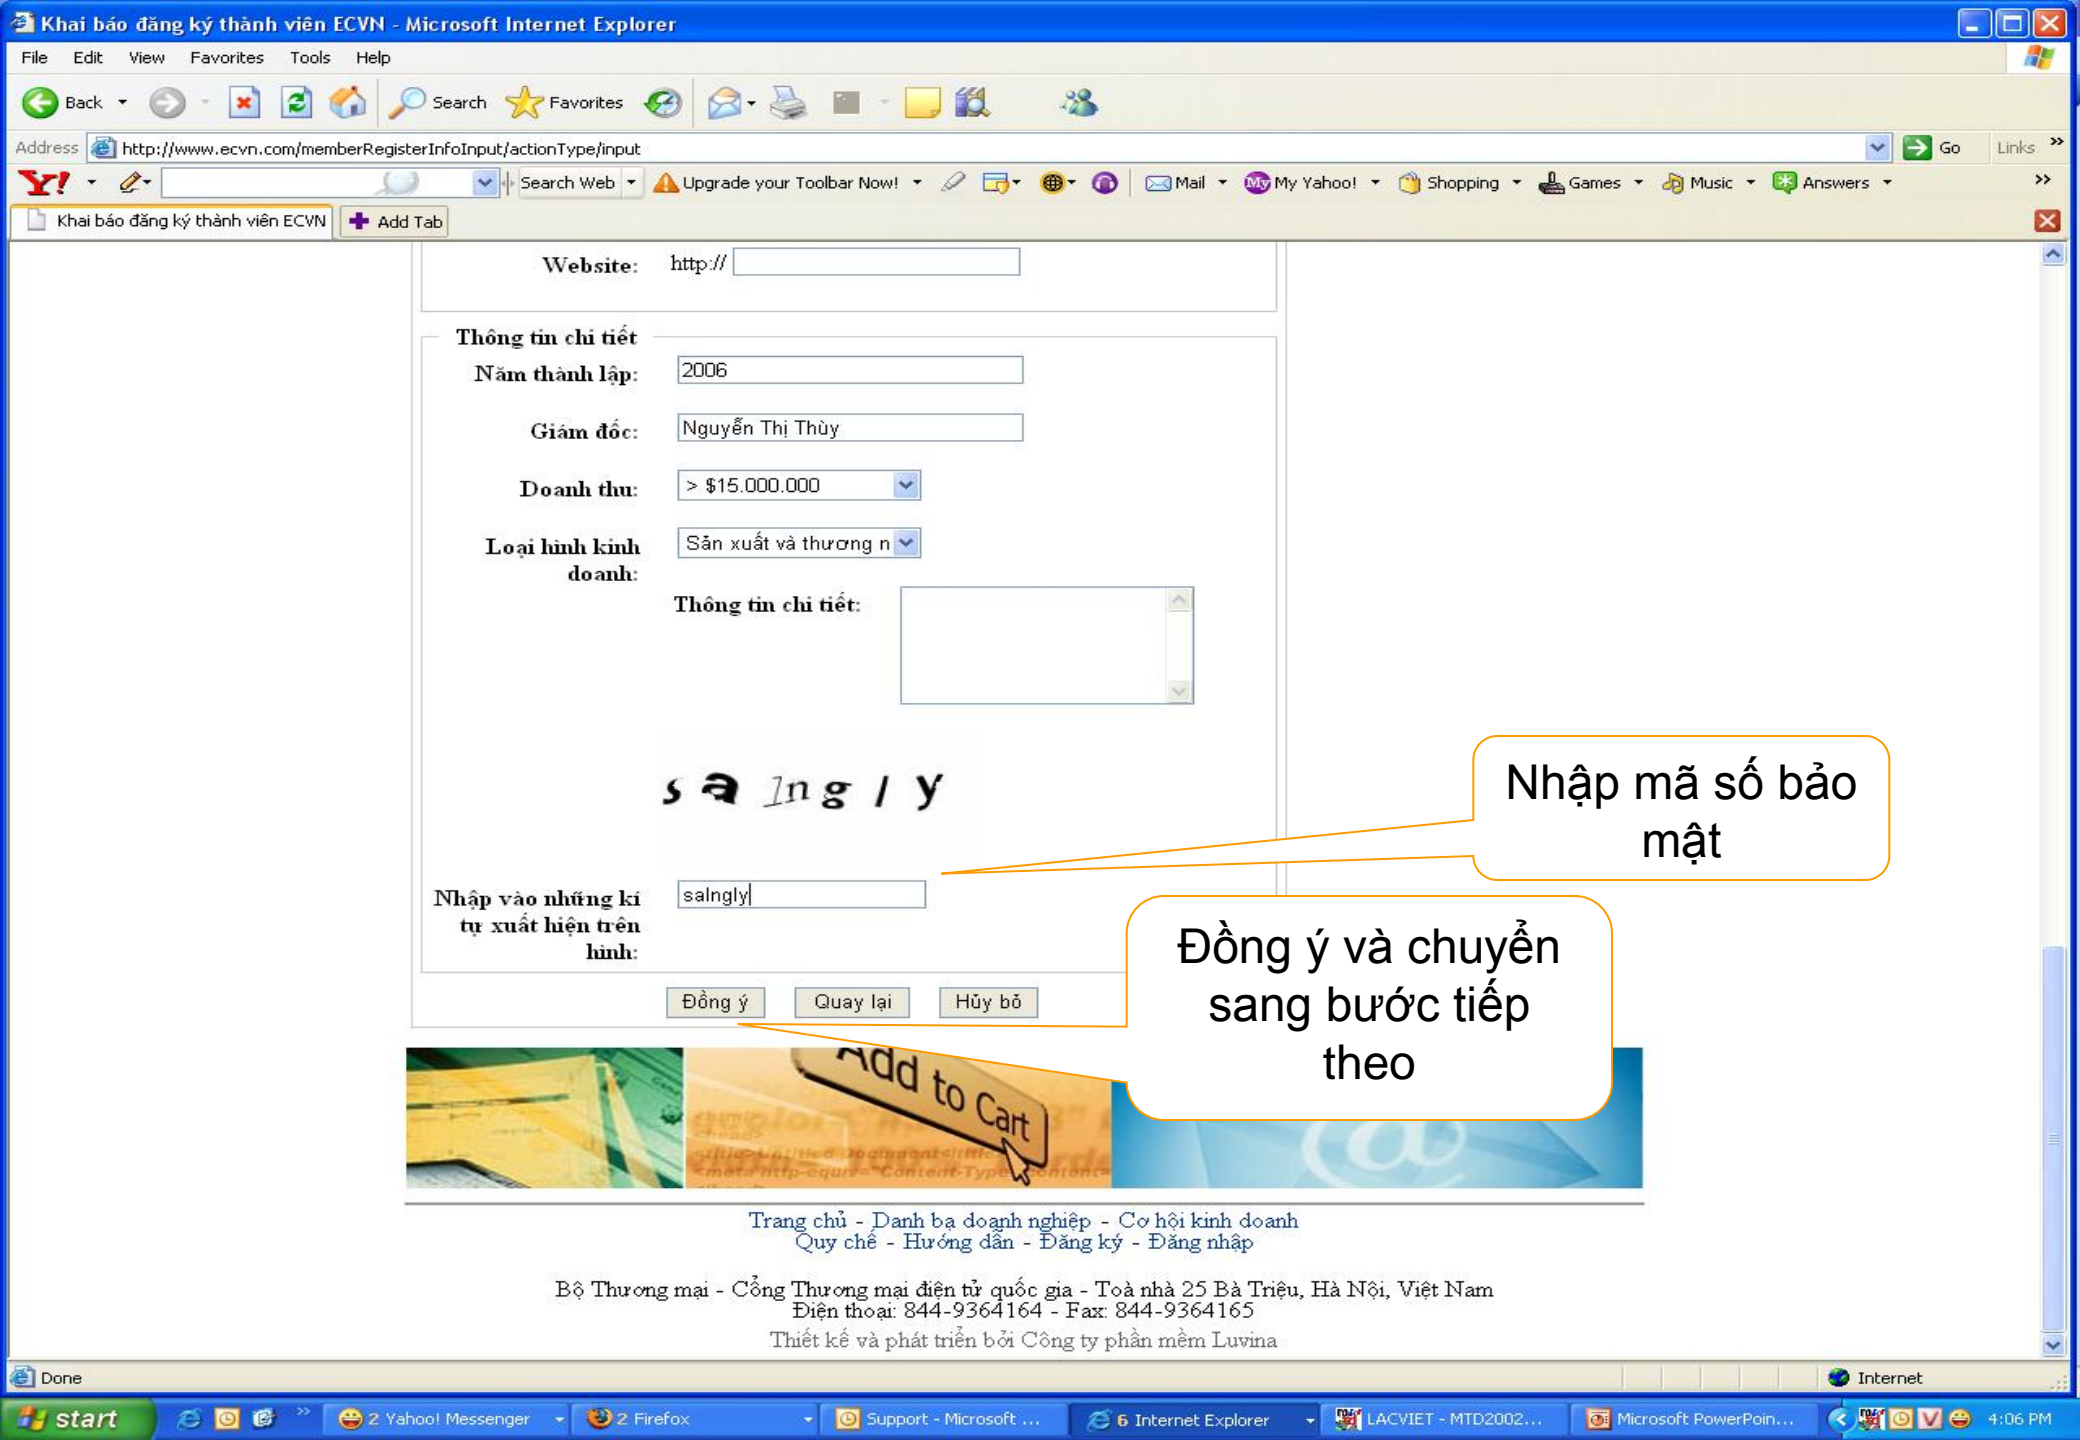 Khai báo đăng ký thành viên ECVN - Microsoft Internet Explorer
File Edit View Favorites Tools Help
Back Search Favorites
Address http://www.ecvn.com/memberRegisterInfoInput/actionType/input Go Links »
Y! Search Web Upgrade your Toolbar Now! Mail My My Yahoo! Shopping Games Music Answers »
Khai báo đăng ký thành viên ECVN Add Tab
Website: http://
Thông tin chi tiết
Năm thành lập: 2006
Giám đốc: Nguyễn Thị Thùy
Doanh thu: > $15.000.000
Loại hình kinh doanh: Sản xuất và thương n
Thông tin chi tiết:
salngly
Nhập mã số bảo
mật
Nhập vào những kí salngly
tự xuất hiện trên
hình:
Đồng ý và chuyển
sang bước tiếp
theo
Đồng ý Quay lại Hủy bỏ
Add to Cart
Trang chủ - Danh bạ doanh nghiệp - Cơ hội kinh doanh
Quy chế - Hướng dẫn - Đăng ký - Đăng nhập
Bộ Thương mại - Cổng Thương mại điện tử quốc gia - Toà nhà 25 Bà Triệu, Hà Nội, Việt Nam
Điện thoại: 844-9364164 - Fax: 844-9364165
Thiết kế và phát triển bởi Công ty phần mềm Luvina
Done Internet
start » 2 Yahoo! Messenger 2 Firefox Support - Microsoft ... 6 Internet Explorer LACVIET - MTD2002... Microsoft PowerPoin... 4:06 PM